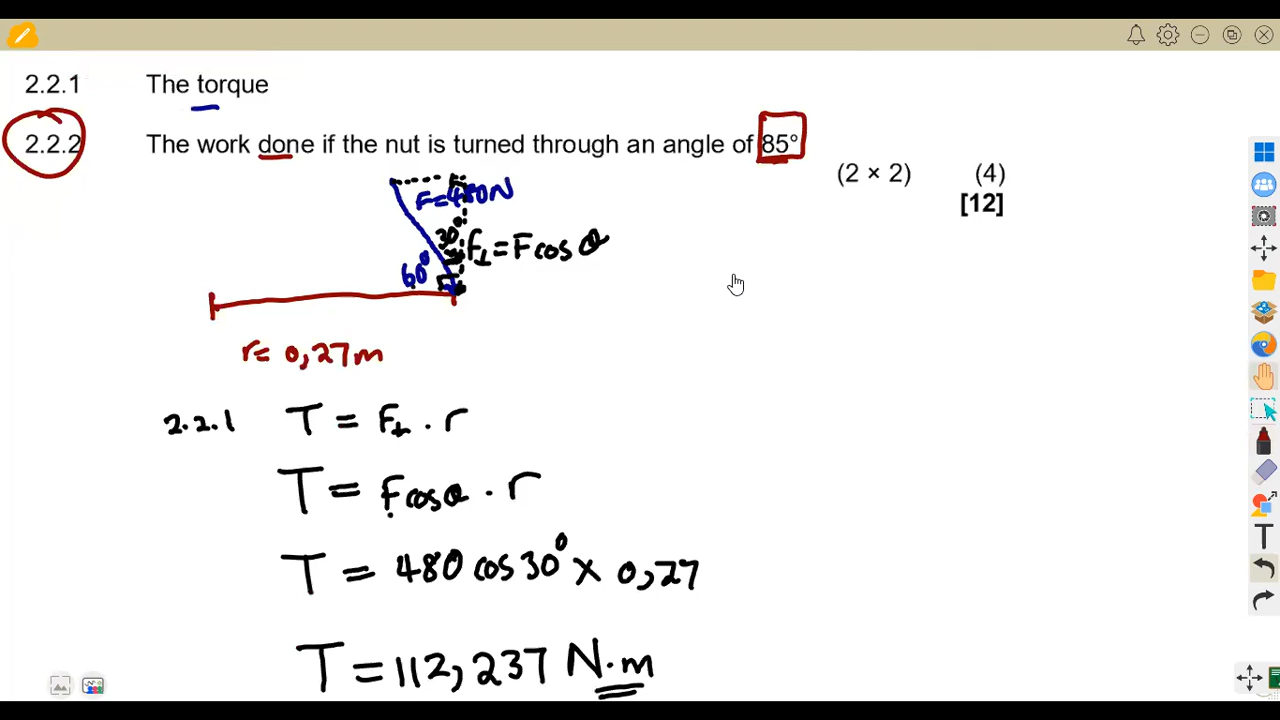 2.2.1 The torque
2.2.2 The work done if the nut is turned through an angle of 85°
(2 × 2) (4)
[12]
F=480N
30°
F⊥=Fcosθ
60°
r= 0,27m
2.2.1 T = F⊥ . r
T = Fcosθ . r
T = 480 cos30° × 0,27
T = 112,237 N.m
T